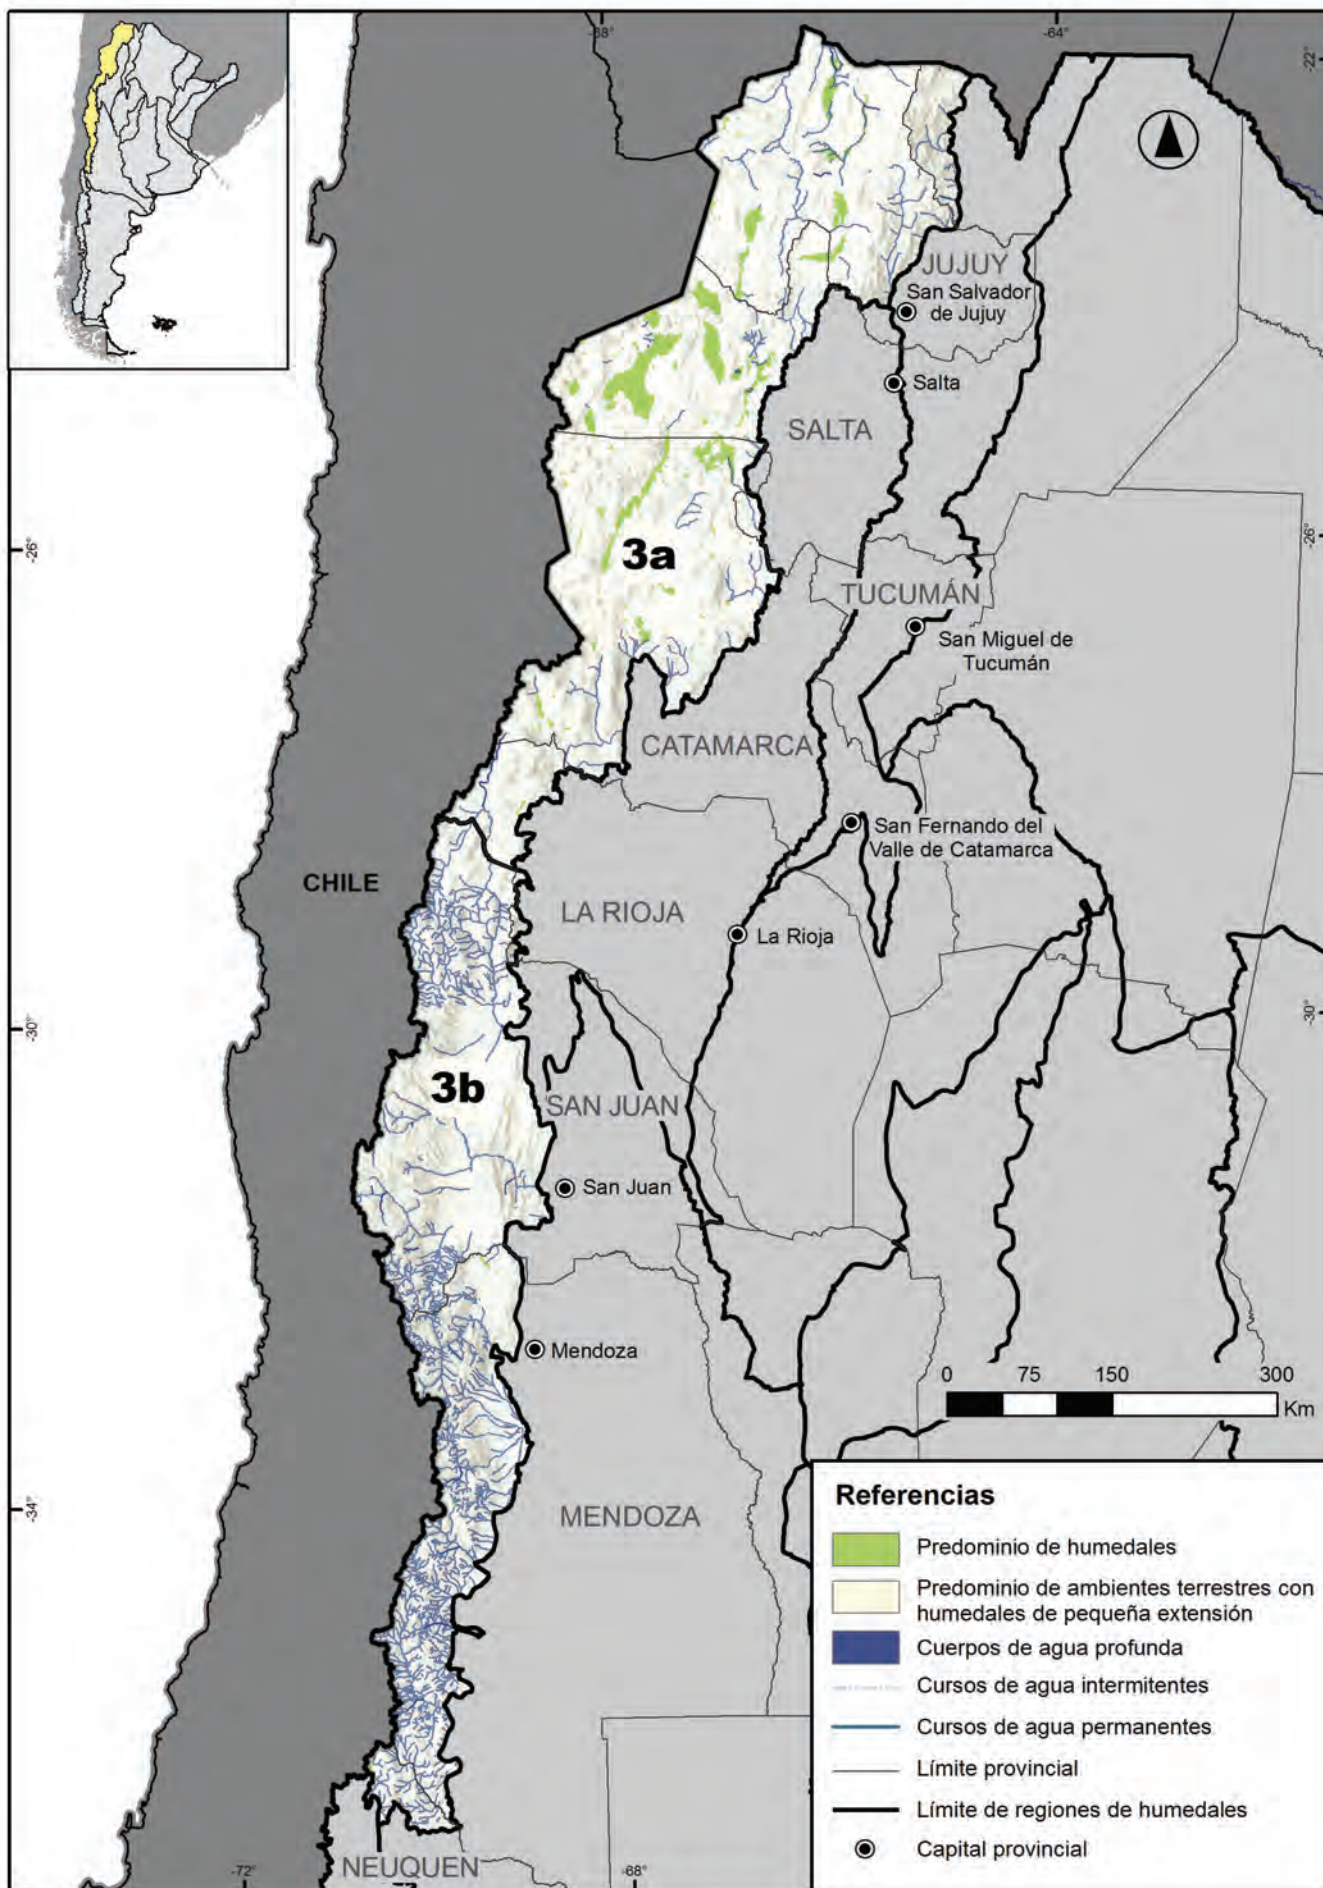 -68°
-64°
-22°
JUJUY
San Salvador
de Jujuy
Salta
SALTA
-26°
-26°
3a
TUCUMÁN
San Miguel de
Tucumán
CATAMARCA
San Fernando del
Valle de Catamarca
CHILE
LA RIOJA
La Rioja
-30°
-30°
3b
SAN JUAN
San Juan
Mendoza
0 75 150 300
Km
-34°
MENDOZA
Referencias
Predominio de humedales
Predominio de ambientes terrestres con
humedales de pequeña extensión
Cuerpos de agua profunda
Cursos de agua intermitentes
Cursos de agua permanentes
Límite provincial
Límite de regiones de humedales
Capital provincial
NEUQUEN
-72°
-68°